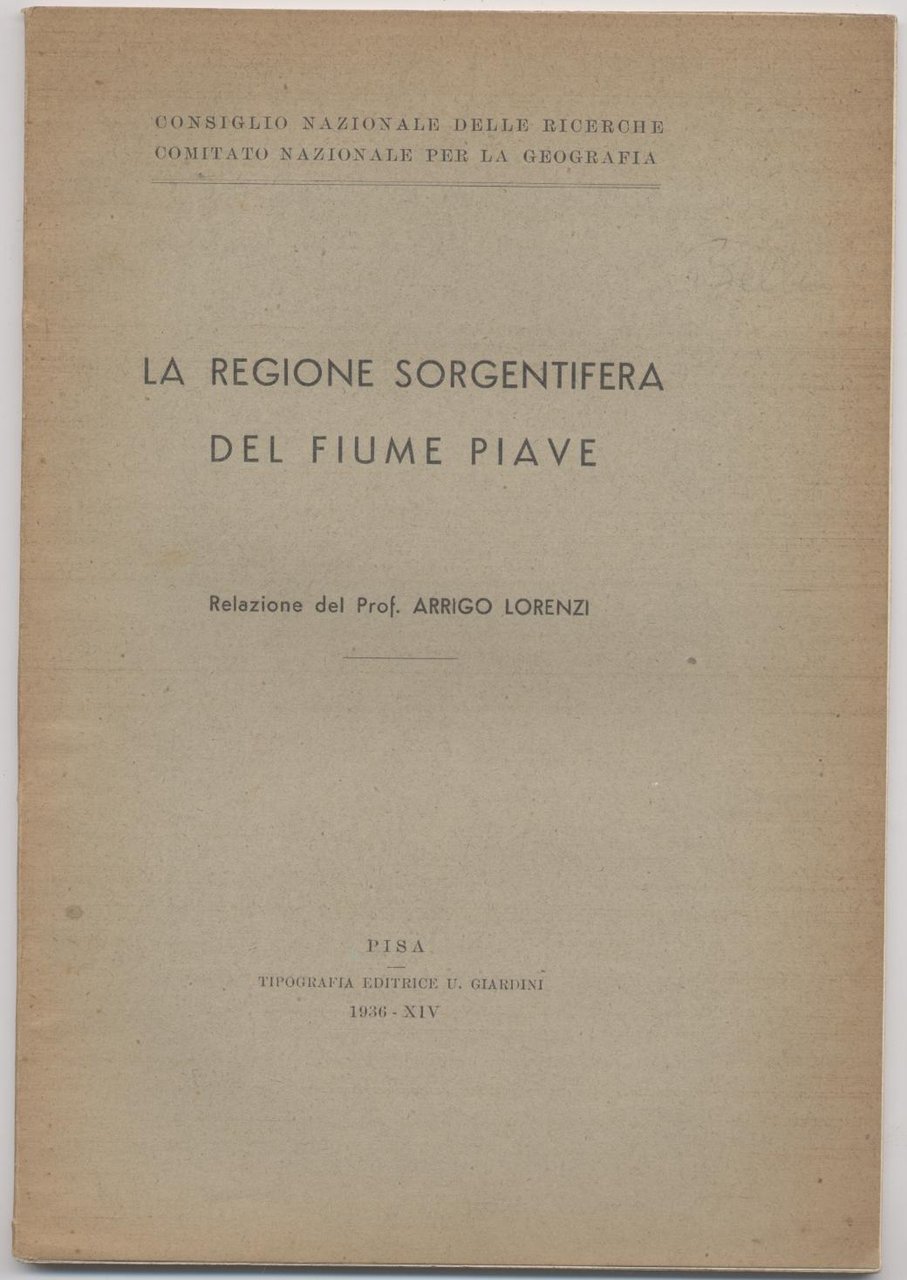 CONSIGLIO NAZIONALE DELLE RICERCHE
COMITATO NAZIONALE PER LA GEOGRAFIA
LA REGIONE SORGENTIFERA
DEL FIUME PIAVE
Relazione del Prof. ARRIGO LORENZI
PISA
TIPOGRAFIA EDITRICE U. GIARDINI
1936 - XIV